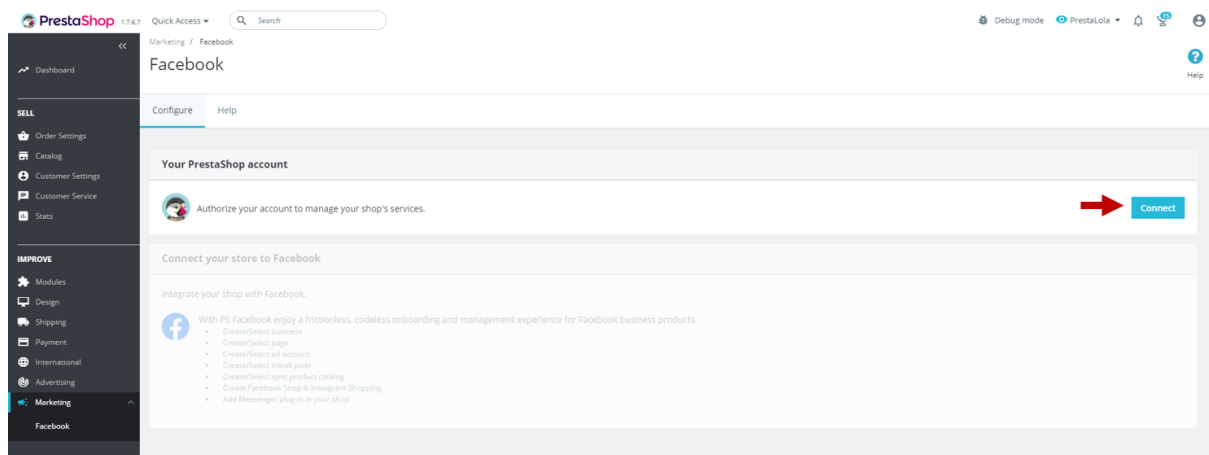 PrestaShop 1.7.6.7 Quick Access Search Debug mode PrestaLola 15
Marketing / Facebook
Facebook
Help
Configure Help
Dashboard
SELL
Order Settings
Catalog
Customer Settings
Customer Service
Stats
IMPROVE
Modules
Design
Shipping
Payment
International
Advertising
Marketing
Facebook
Your PrestaShop account
Authorize your account to manage your shop's services.
Connect
Connect your store to Facebook
Integrate your shop with Facebook.
With PS Facebook enjoy a frictionless, codeless onboarding and management experience for Facebook business products.
• Create/Select business
• Create/Select page
• Create/Select ad account
• Create/Select install pixel
• Create/Select sync product catalog
• Create Facebook Shop & Instagram Shopping
• Add Messenger plug-in in your shop